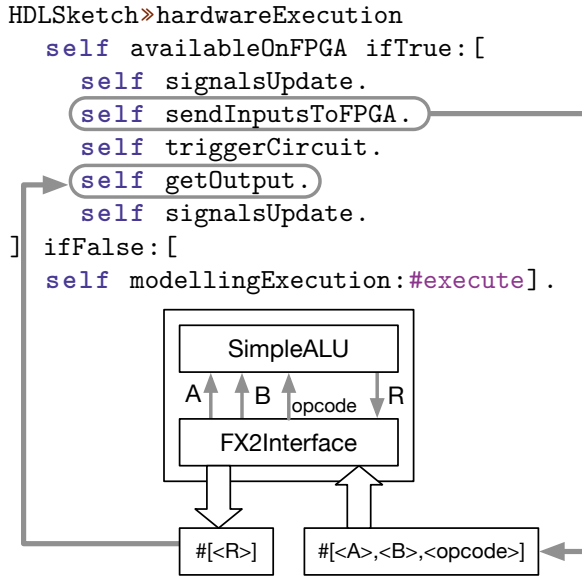 HDLSketch»hardwareExecution
self availableOnFPGA ifTrue:[
self signalsUpdate.
self sendInputsToFPGA.
self triggerCircuit.
self getOutput.
self signalsUpdate.
] ifFalse:[
self modellingExecution:#execute].
SimpleALU
A B opcode R
FX2Interface
#[<R>] #[<A>,<B>,<opcode>]